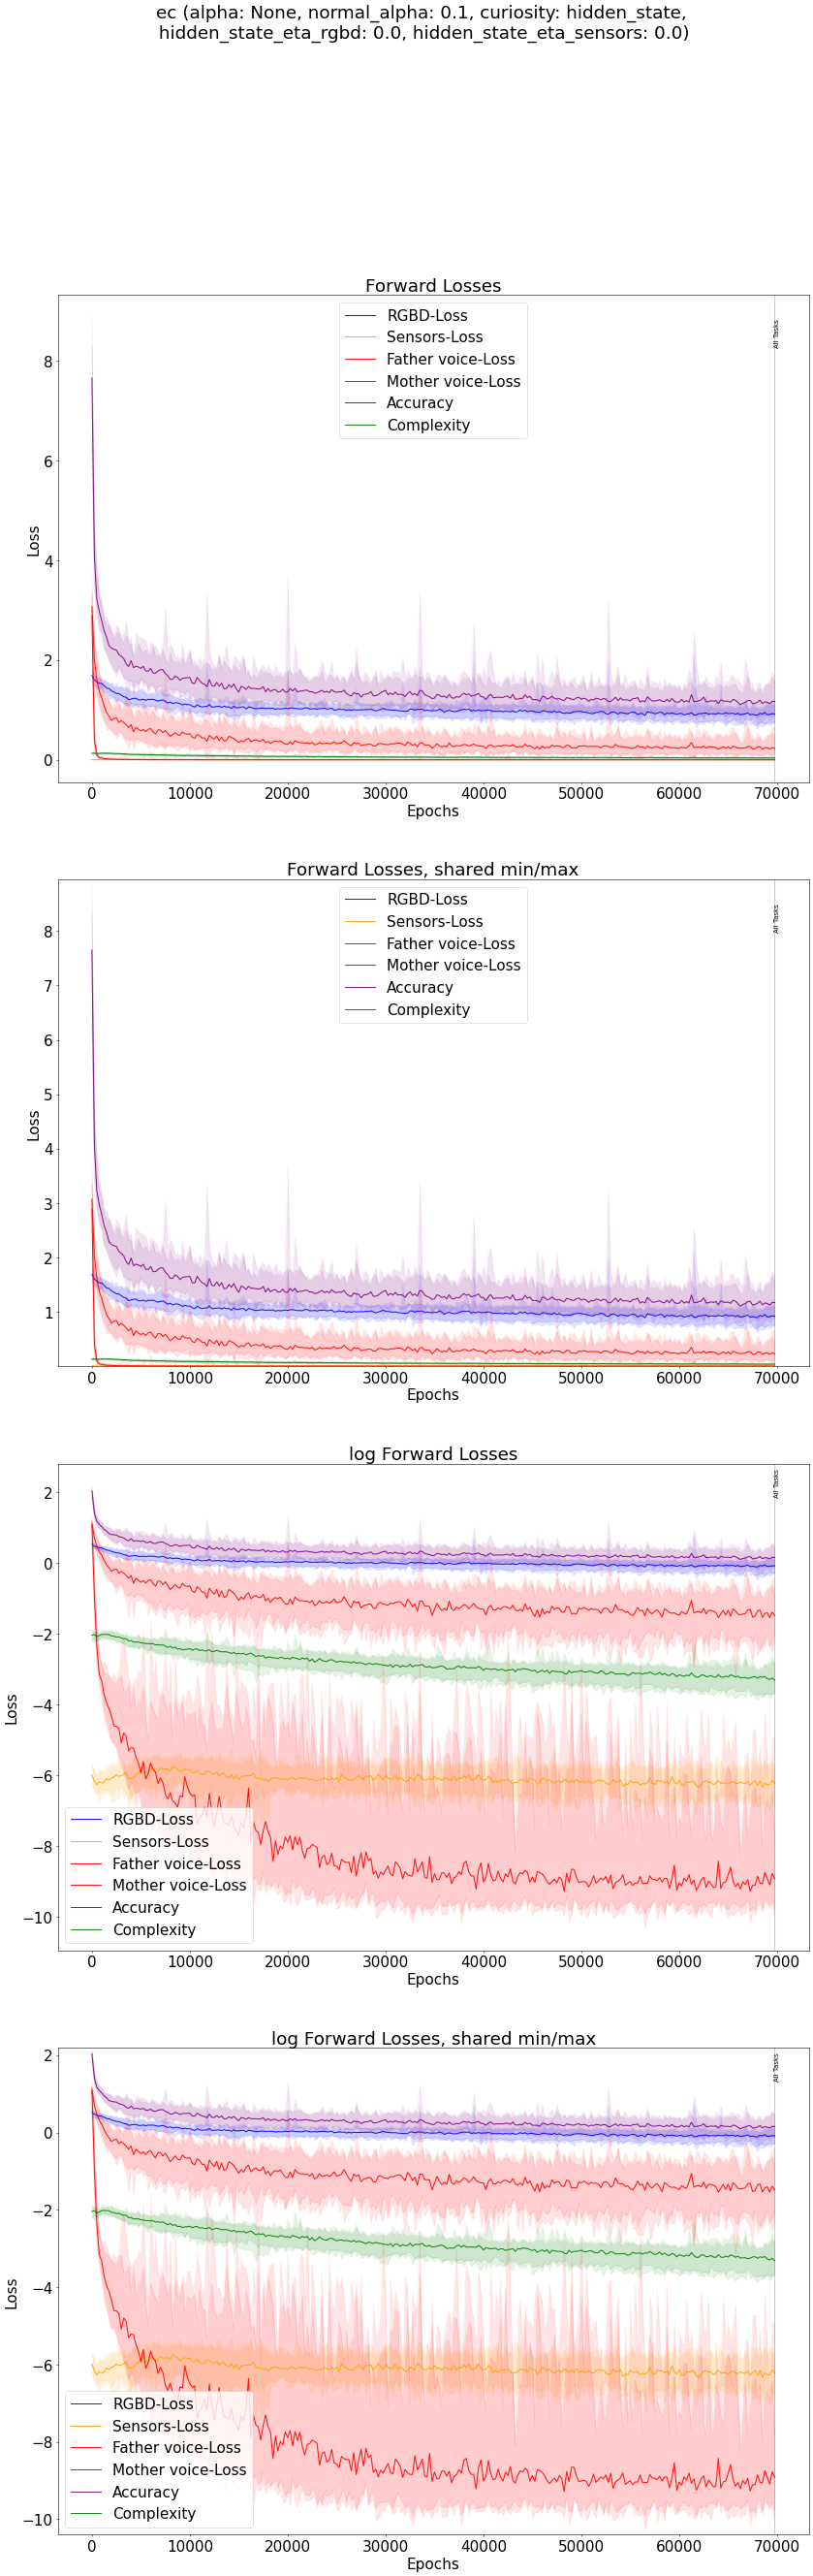 ec (alpha: None, normal_alpha: 0.1, curiosity: hidden_state,
hidden_state_eta_rgbd: 0.0, hidden_state_eta_sensors: 0.0)
Forward Losses
RGBD-Loss
Sensors-Loss
Father voice-Loss
Mother voice-Loss
Accuracy
Complexity
All Tasks
8
6
4
2
0
Loss
0 10000 20000 30000 40000 50000 60000 70000
Epochs
Forward Losses, shared min/max
RGBD-Loss
Sensors-Loss
Father voice-Loss
Mother voice-Loss
Accuracy
Complexity
All Tasks
8
7
6
5
4
3
2
1
Loss
0 10000 20000 30000 40000 50000 60000 70000
Epochs
log Forward Losses
All Tasks
2
0
−2
−4
−6
−8
−10
Loss
RGBD-Loss
Sensors-Loss
Father voice-Loss
Mother voice-Loss
Accuracy
Complexity
0 10000 20000 30000 40000 50000 60000 70000
Epochs
log Forward Losses, shared min/max
All Tasks
2
0
−2
−4
−6
−8
−10
Loss
RGBD-Loss
Sensors-Loss
Father voice-Loss
Mother voice-Loss
Accuracy
Complexity
0 10000 20000 30000 40000 50000 60000 70000
Epochs